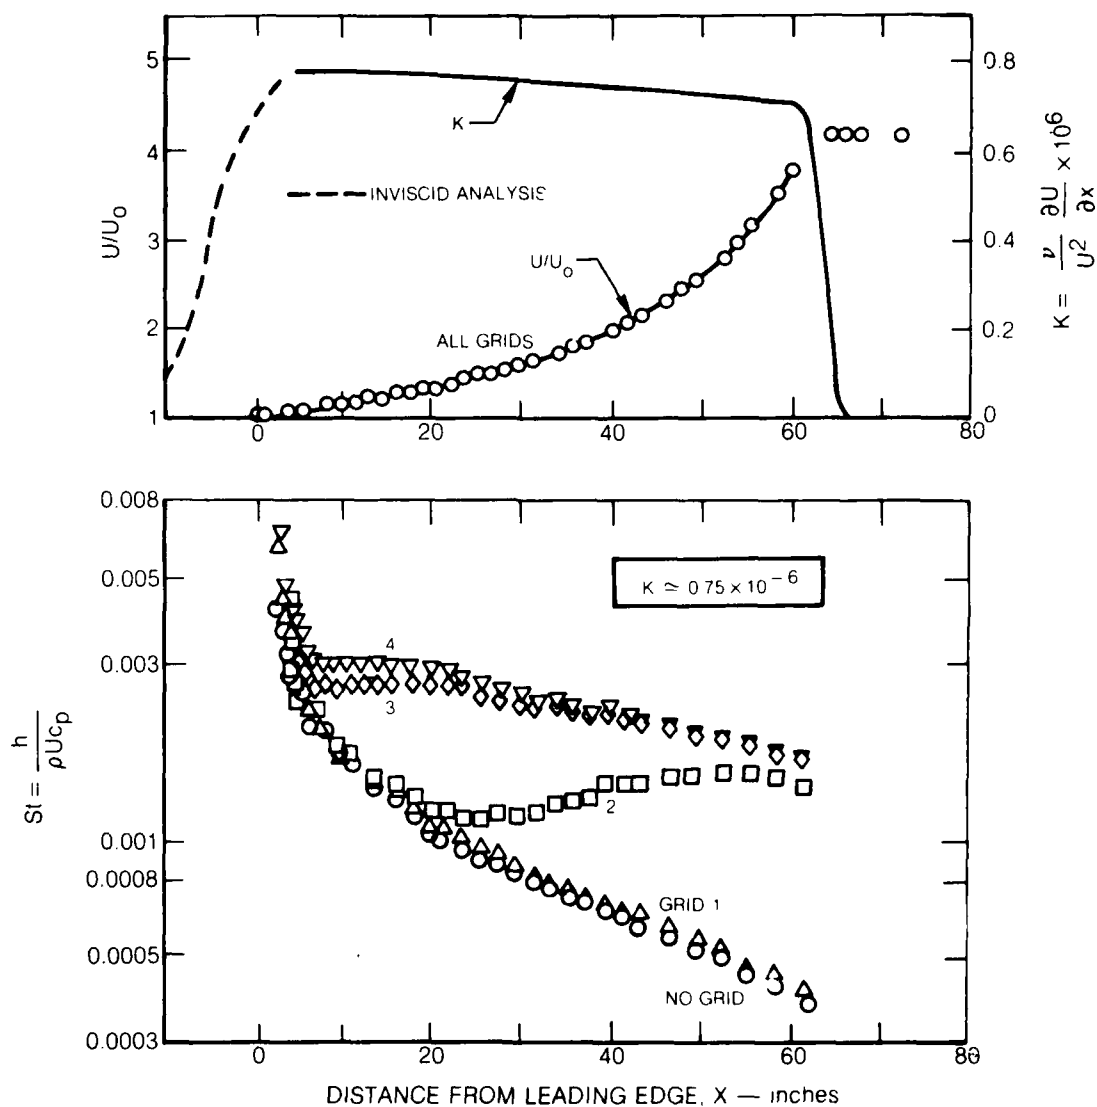 5
4
3
2
1
U/U₀
K
INVISCID ANALYSIS
U/U₀
ALL GRIDS
0.8
0.6
0.4
0.2
0
K = ν/U² ∂U/∂x × 10⁶
0 20 40 60 80
0.008
0.005
0.003
0.001
0.0008
0.0005
0.0003
St = h/ρUcₚ
K ≃ 0.75 × 10⁻⁶
4
3
2
GRID 1
NO GRID
0 20 40 60 80
DISTANCE FROM LEADING EDGE, X — inches